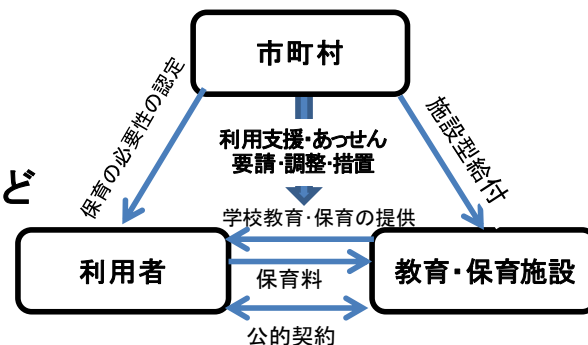 市町村
保育の必要性の認定
利用支援・あっせん
要請・調整・措置
施設型給付
ど
学校教育・保育の提供
利用者
保育料
教育・保育施設
公的契約